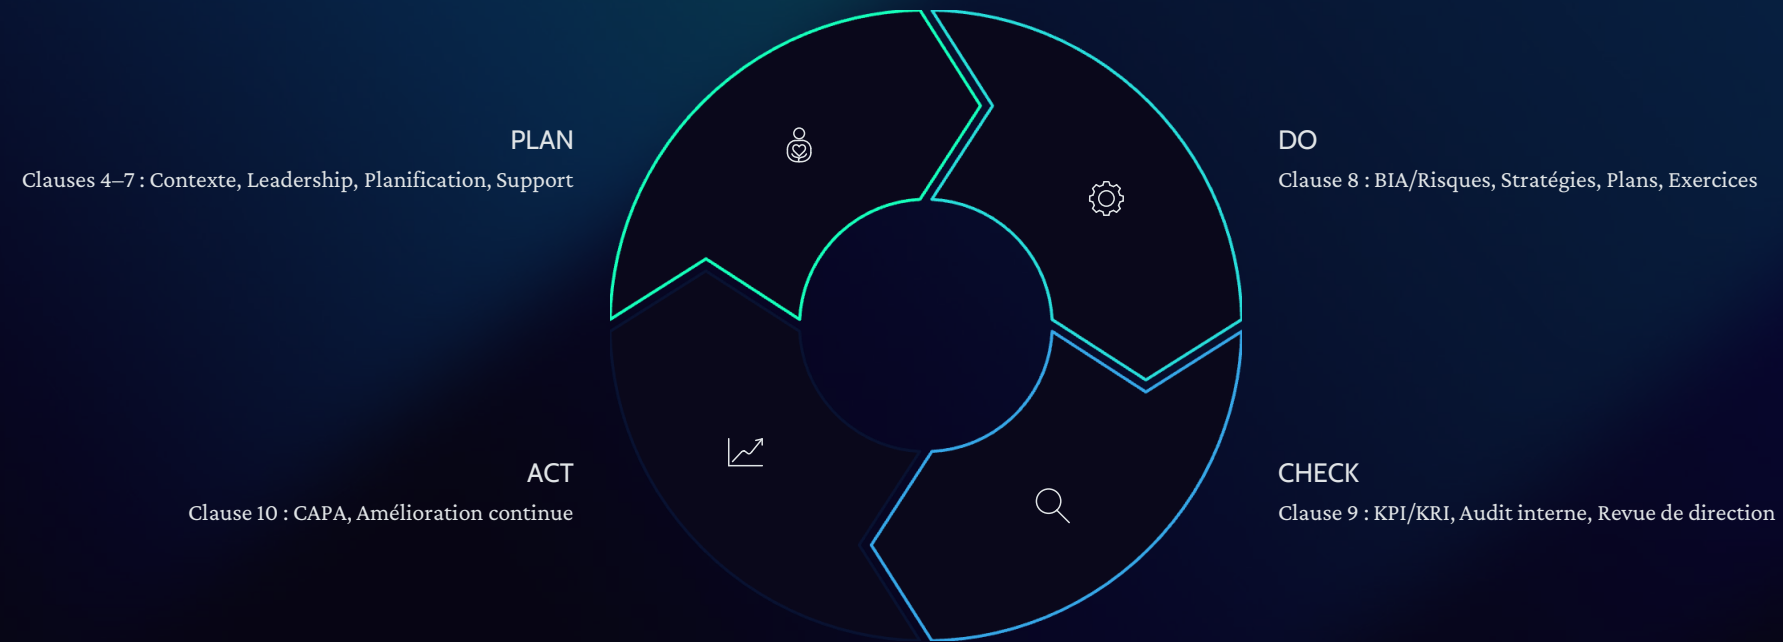 PLAN
Clauses 4–7 : Contexte, Leadership, Planification, Support
DO
Clause 8 : BIA/Risques, Stratégies, Plans, Exercices
ACT
Clause 10 : CAPA, Amélioration continue
CHECK
Clause 9 : KPI/KRI, Audit interne, Revue de direction